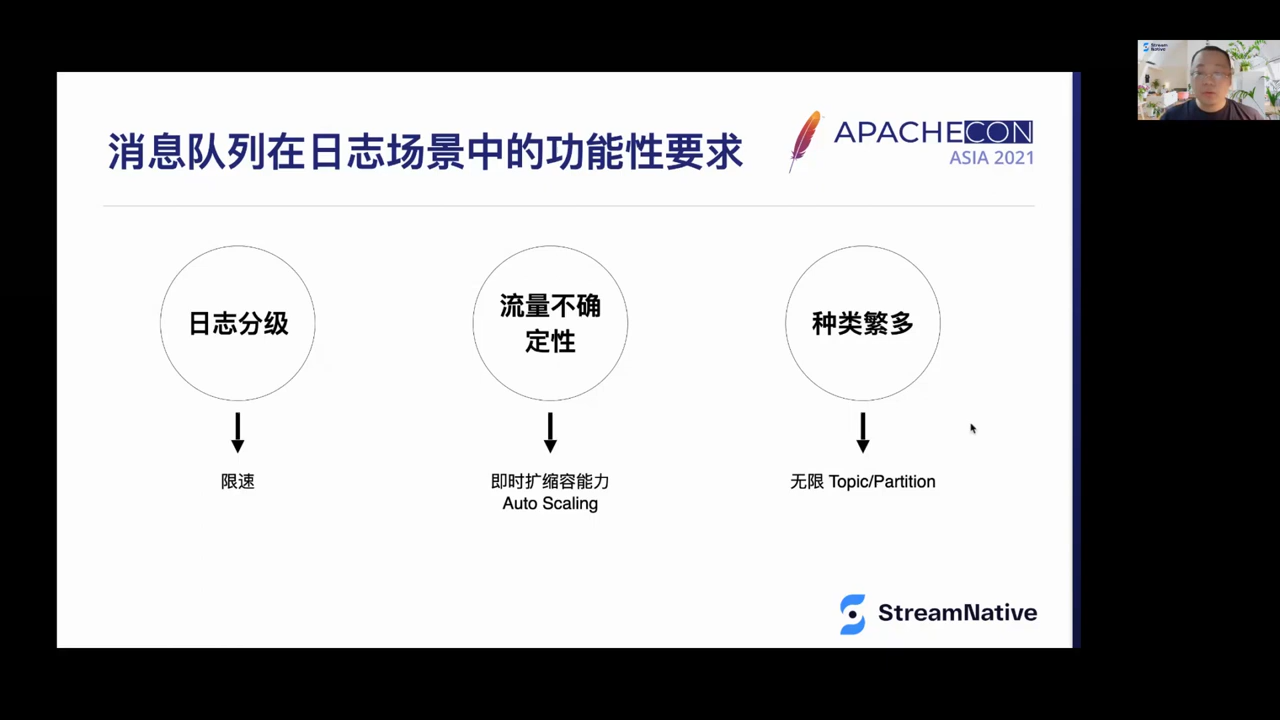 消息队列在日志场景中的功能性要求
APACHECON
ASIA 2021
日志分级
流量不确
定性
种类繁多
限速
即时扩缩容能力
Auto Scaling
无限 Topic/Partition
StreamNative
Stream
Native